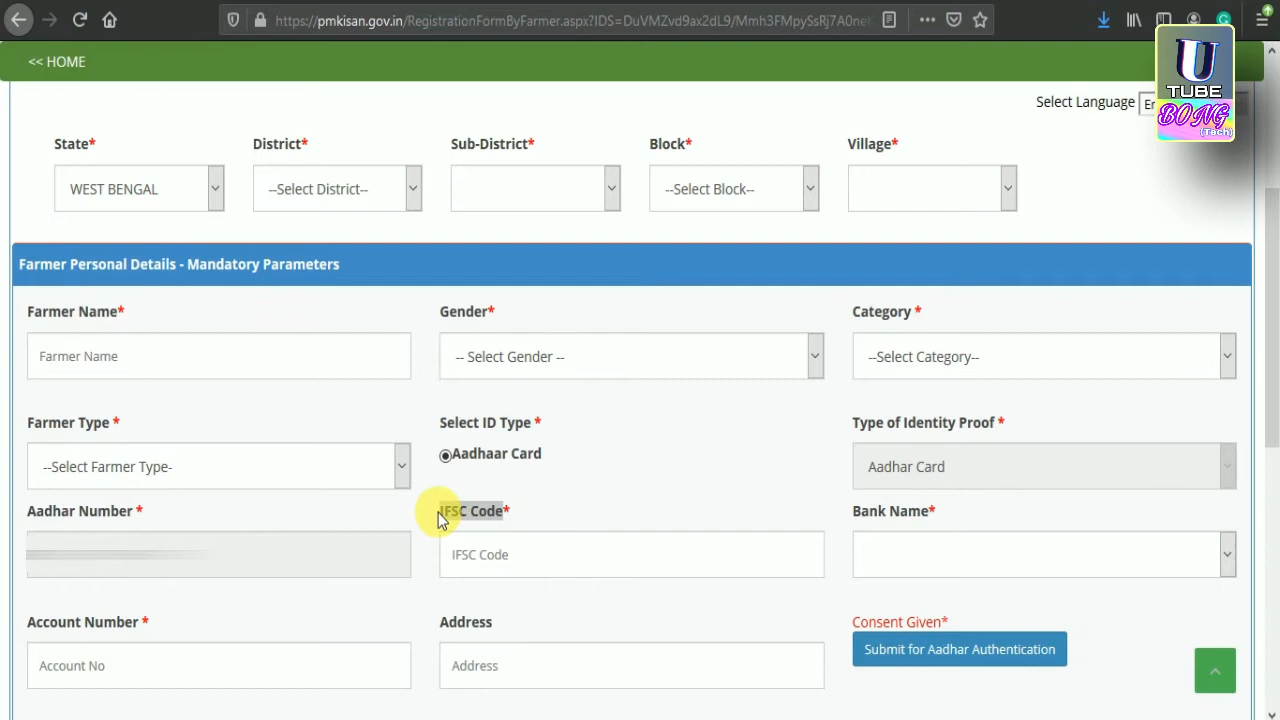 https://pmkisan.gov.in/RegistrationFormByFarmer.aspx?IDS=DuVMZvd9ax2dL9/Mmh3FMpySsRj7A0ne
<< HOME
U
TUBE
BONG
(Tech)
Select Language
State* District* Sub-District* Block* Village*
WEST BENGAL --Select District-- --Select Block--
Farmer Personal Details - Mandatory Parameters
Farmer Name* Gender* Category *
Farmer Name -- Select Gender -- --Select Category--
Farmer Type * Select ID Type * Type of Identity Proof *
Aadhaar Card
--Select Farmer Type- Aadhar Card
Aadhar Number * IFSC Code* Bank Name*
IFSC Code
Account Number * Address Consent Given*
Submit for Aadhar Authentication
Account No Address